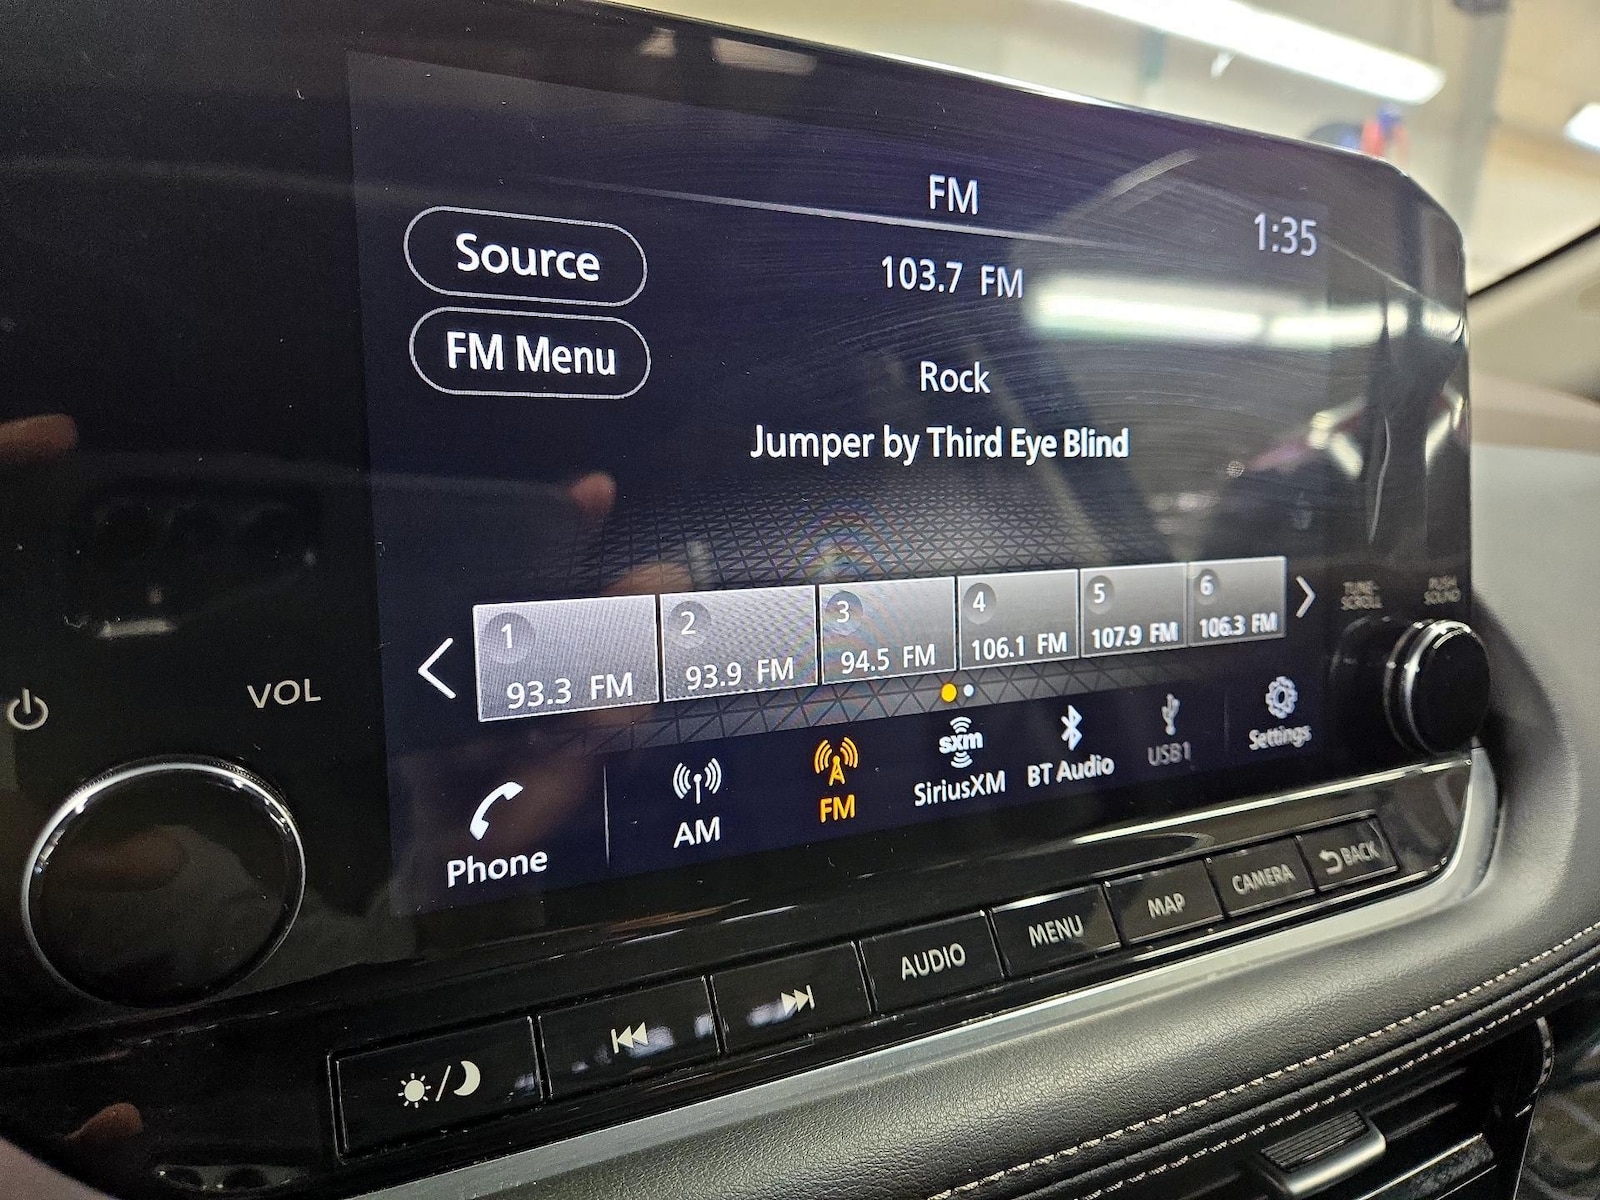 FM
1:35
Source
103.7 FM
FM Menu
Rock
Jumper by Third Eye Blind
1
93.3 FM
2
93.9 FM
3
94.5 FM
4
106.1 FM
5
107.9 FM
6
106.3 FM
TUNE-
SCROLL
PUSH
SOUND
VOL
Phone
AM
FM
sxm
SiriusXM
BT Audio
USB1
Settings
AUDIO
MENU
MAP
CAMERA
BACK